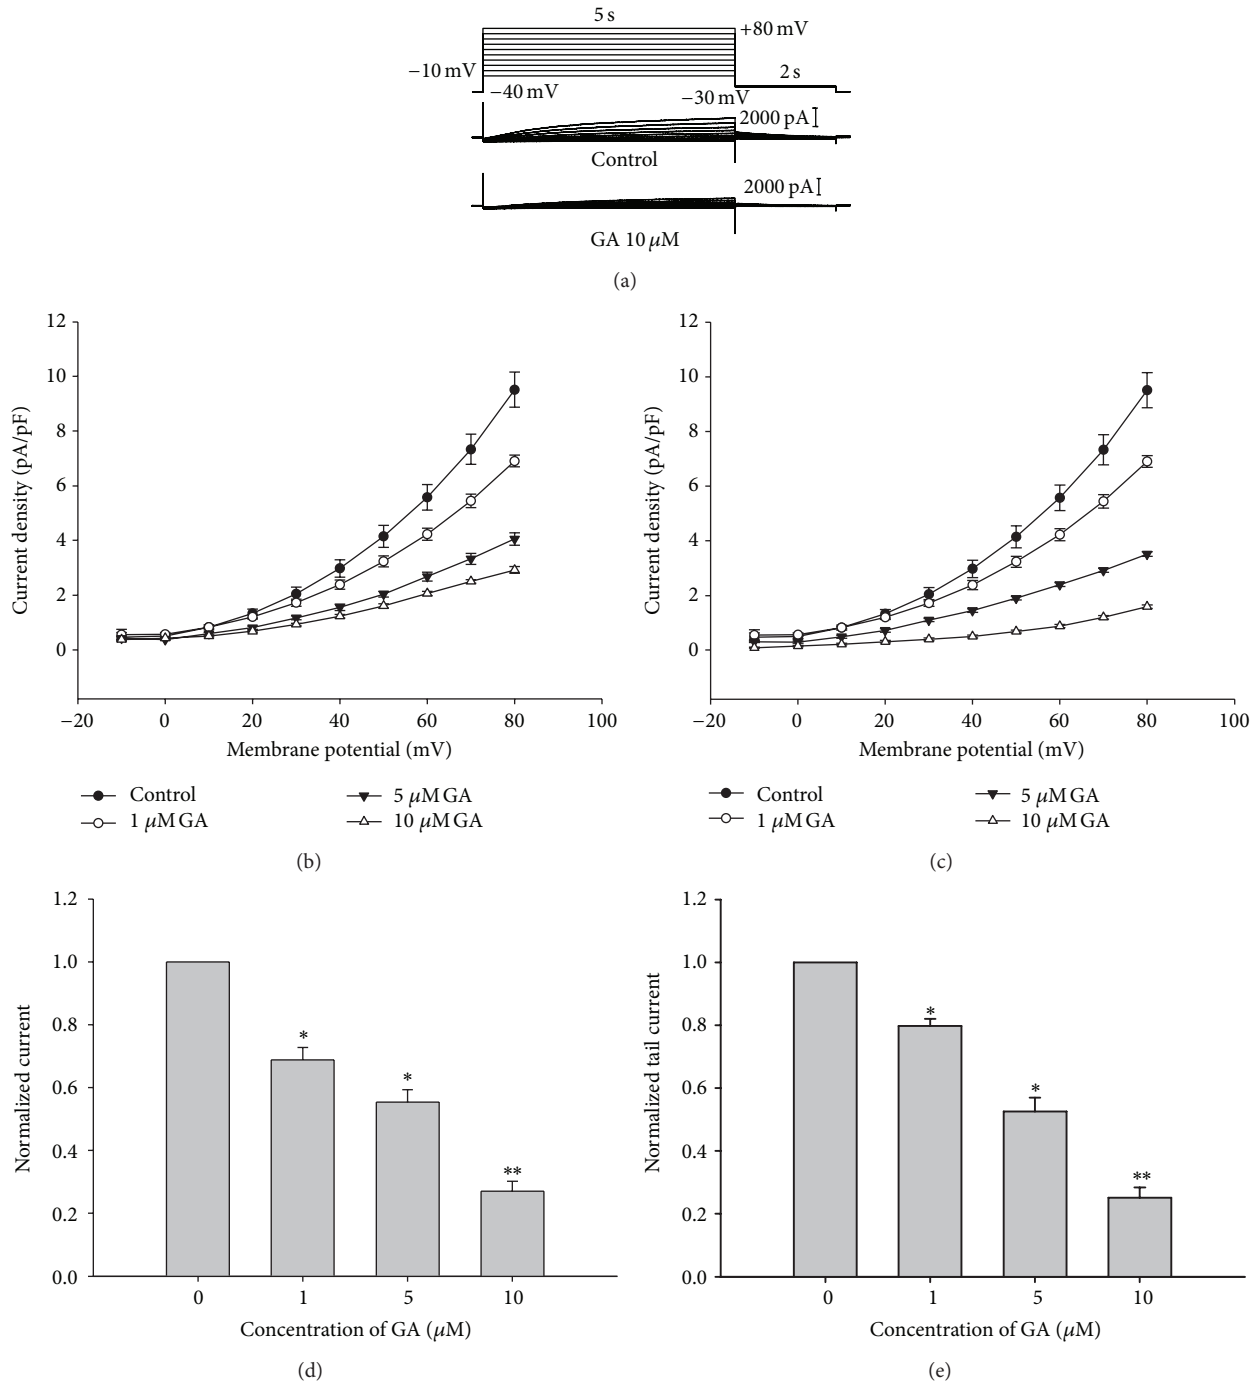 5 s
+80 mV
−10 mV
2 s
−40 mV
−30 mV
2000 pA
Control
2000 pA
GA 10 μM
(a)
12
10
8
6
4
2
0
Current density (pA/pF)
−20
0
20
40
60
80
100
Membrane potential (mV)
Control
1 μM GA
5 μM GA
10 μM GA
(b)
12
10
8
6
4
2
0
Current density (pA/pF)
−20
0
20
40
60
80
100
Membrane potential (mV)
Control
1 μM GA
5 μM GA
10 μM GA
(c)
1.2
1.0
0.8
0.6
0.4
0.2
0.0
Normalized current
*
*
**
0
1
5
10
Concentration of GA (μM)
(d)
1.2
1.0
0.8
0.6
0.4
0.2
0.0
Normalized tail current
*
*
**
0
1
5
10
Concentration of GA (μM)
(e)